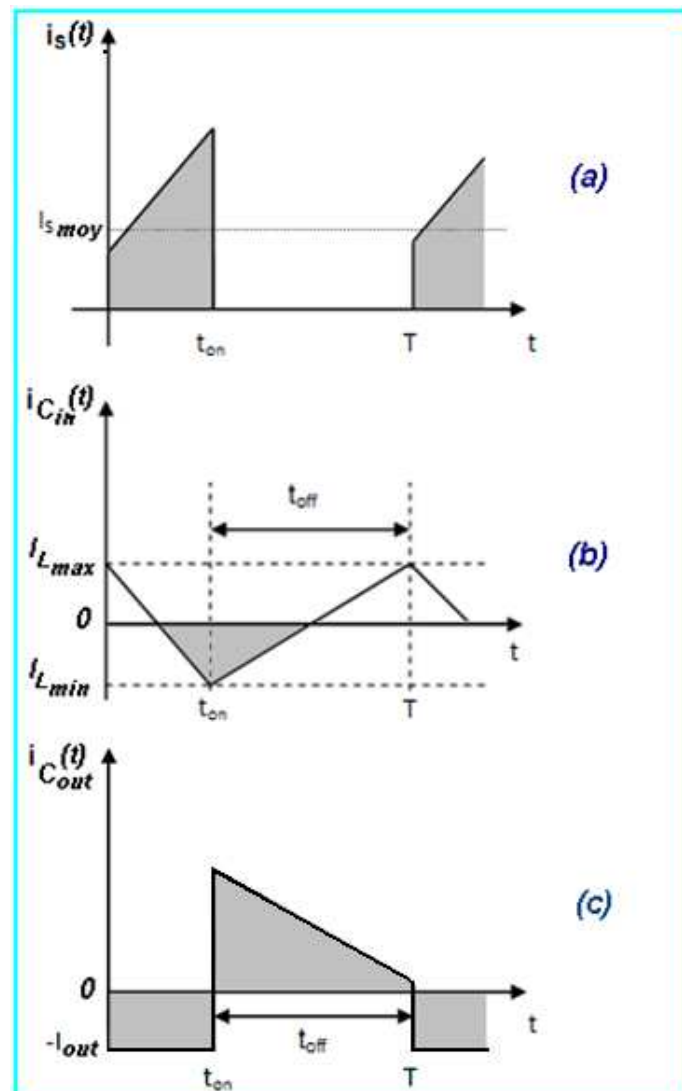 iS(t)
(a)
IS moy
ton T t
iCin(t)
toff
ILmax
(b)
0
t
ILmin
ton T
iCout(t)
(c)
0
t
-Iout
toff
ton T